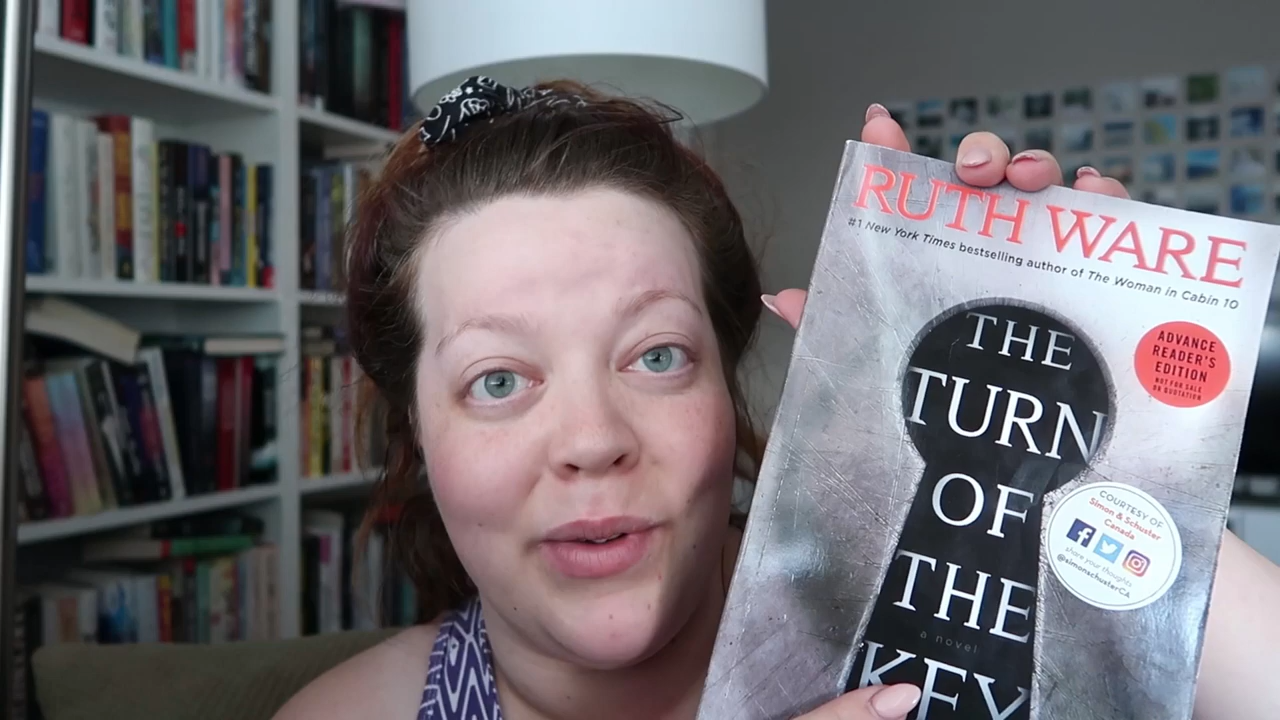 RUTH WARE
#1 New York Times bestselling author of The Woman in Cabin 10
THE
TURN
OF
THE
a novel
KEY
ADVANCE
READER'S
EDITION
NOT FOR SALE
OR QUOTATION
COURTESY OF
Simon & Schuster
Canada
share your thoughts
@simonschusterCA